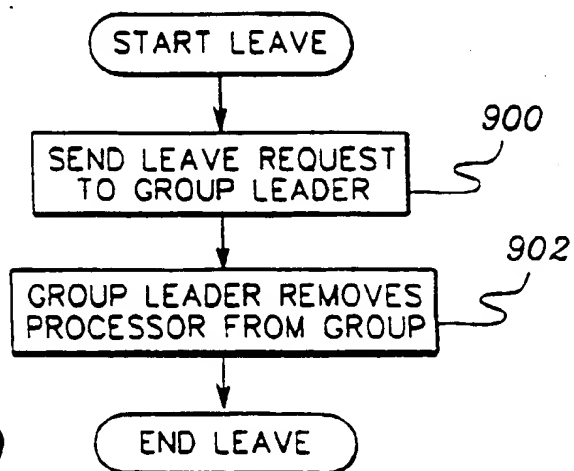 START LEAVE
900
SEND LEAVE REQUEST
TO GROUP LEADER
902
GROUP LEADER REMOVES
PROCESSOR FROM GROUP
END LEAVE